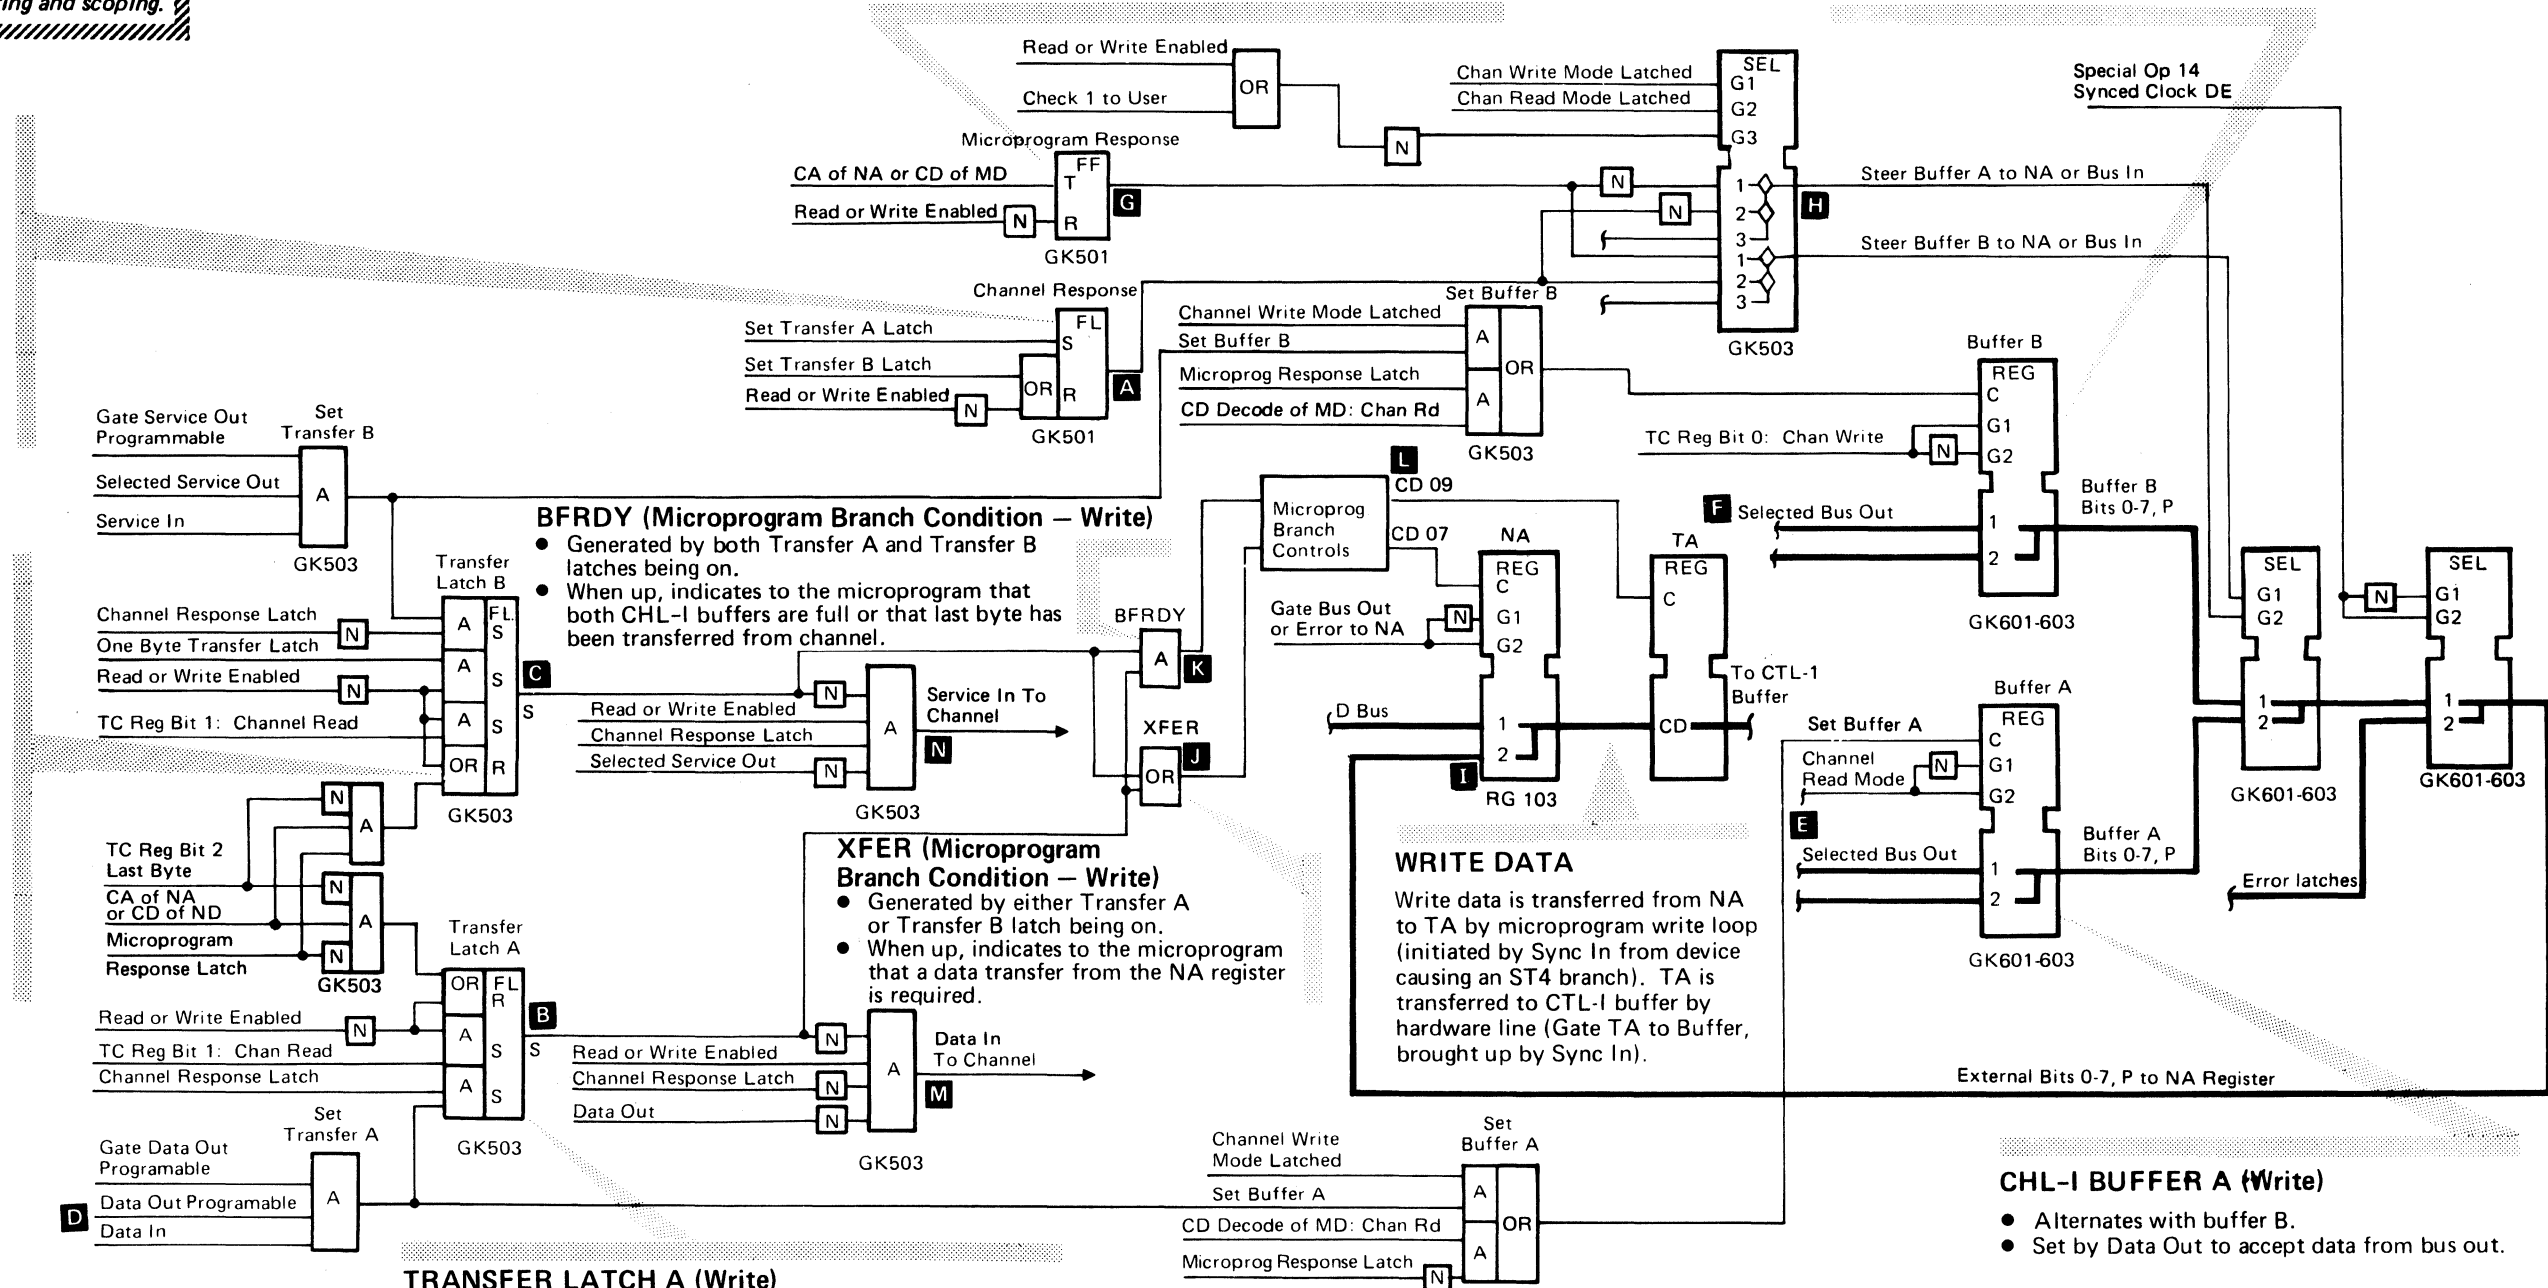 ring and scoping.
Read or Write Enabled
Check 1 to User
OR
Microprogram Response
CA of NA or CD of MD
Read or Write Enabled
N
FF
T
R
G
GK501
N
Chan Write Mode Latched
Chan Read Mode Latched
SEL
G1
G2
G3
N
N
1
2
3
1
2
3
H
GK503
Steer Buffer A to NA or Bus In
Steer Buffer B to NA or Bus In
Special Op 14
Synced Clock DE
Channel Response
Set Transfer A Latch
Set Transfer B Latch
Read or Write Enabled
N
OR
FL
S
R
A
GK501
Set Buffer B
Channel Write Mode Latched
Set Buffer B
Microprog Response Latch
CD Decode of MD: Chan Rd
A
A
OR
GK503
Buffer B
REG
C
G1
G2
TC Reg Bit 0: Chan Write
N
F
Selected Bus Out
1
2
Buffer B
Bits 0-7, P
GK601-603
Gate Service Out
Programmable
Set
Transfer B
Selected Service Out
Service In
A
GK503
BFRDY (Microprogram Branch Condition – Write)
● Generated by both Transfer A and Transfer B
latches being on.
● When up, indicates to the microprogram that
both CHL-I buffers are full or that last byte has
been transferred from channel.
Transfer
Latch B
Channel Response Latch
N
One Byte Transfer Latch
Read or Write Enabled
N
TC Reg Bit 1: Channel Read
A
A
A
OR
FL
S
S
S
R
C
S
GK503
Read or Write Enabled
Channel Response Latch
Selected Service Out
N
N
A
GK503
Service In To
Channel
N
BFRDY
A
K
XFER
OR
J
L
CD 09
Microprog
Branch
Controls
CD 07
NA
REG
C
G1
G2
Gate Bus Out
or Error to NA
N
D Bus
1
2
I
RG 103
TA
REG
C
CD
To CTL-1
Buffer
Buffer A
Set Buffer A
REG
C
G1
G2
Channel
Read Mode
N
E
Selected Bus Out
1
2
Buffer A
Bits 0-7, P
GK601-603
SEL
G1
G2
1
2
GK601-603
N
SEL
G1
G2
1
2
GK601-603
Error latches
N
A
TC Reg Bit 2
Last Byte
CA of NA
or CD of ND
Microprogram
Response Latch
N
N
A
GK503
Transfer
Latch A
Read or Write Enabled
N
TC Reg Bit 1: Chan Read
Channel Response Latch
OR
A
A
FL
R
S
S
B
S
GK503
XFER (Microprogram
Branch Condition – Write)
● Generated by either Transfer A
or Transfer B latch being on.
● When up, indicates to the microprogram
that a data transfer from the NA register
is required.
Read or Write Enabled
Channel Response Latch
Data Out
N
N
N
A
GK503
Data In
To Channel
M
WRITE DATA
Write data is transferred from NA
to TA by microprogram write loop
(initiated by Sync In from device
causing an ST4 branch). TA is
transferred to CTL-I buffer by
hardware line (Gate TA to Buffer,
brought up by Sync In).
External Bits 0-7, P to NA Register
Set
Transfer A
Gate Data Out
Programable
D
Data Out Programable
Data In
A
Set
Buffer A
Channel Write
Mode Latched
Set Buffer A
CD Decode of MD: Chan Rd
Microprog Response Latch
N
A
A
OR
CHL-I BUFFER A (Write)
● Alternates with buffer B.
● Set by Data Out to accept data from bus out.
TRANSFER LATCH A (Write)